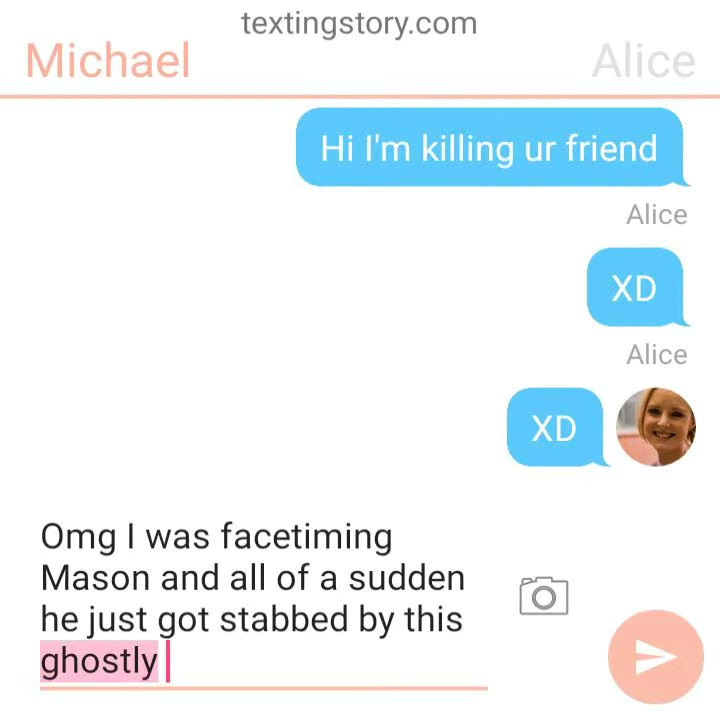 textingstory.com
Michael
Alice
Hi I'm killing ur friend
Alice
XD
Alice
XD
Omg I was facetiming
Mason and all of a sudden
he just got stabbed by this
ghostly